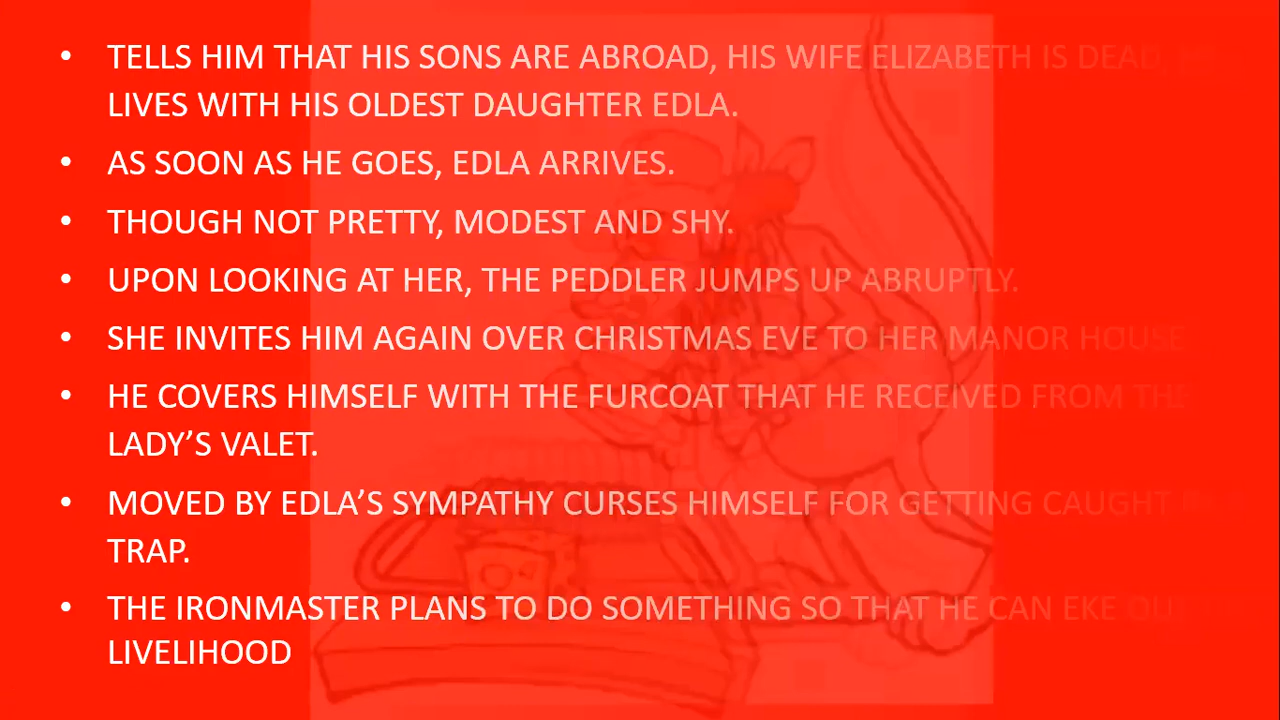 • TELLS HIM THAT HIS SONS ARE ABROAD, HIS WIFE ELIZABETH IS DEAD,
LIVES WITH HIS OLDEST DAUGHTER EDLA.
• AS SOON AS HE GOES, EDLA ARRIVES.
• THOUGH NOT PRETTY, MODEST AND SHY.
• UPON LOOKING AT HER, THE PEDDLER JUMPS UP ABRUPTLY.
• SHE INVITES HIM AGAIN OVER CHRISTMAS EVE TO HER MANOR HOUSE
• HE COVERS HIMSELF WITH THE FURCOAT THAT HE RECEIVED FROM THE
LADY’S VALET.
• MOVED BY EDLA’S SYMPATHY CURSES HIMSELF FOR GETTING CAUGHT
TRAP.
• THE IRONMASTER PLANS TO DO SOMETHING SO THAT HE CAN EKE
LIVELIHOOD